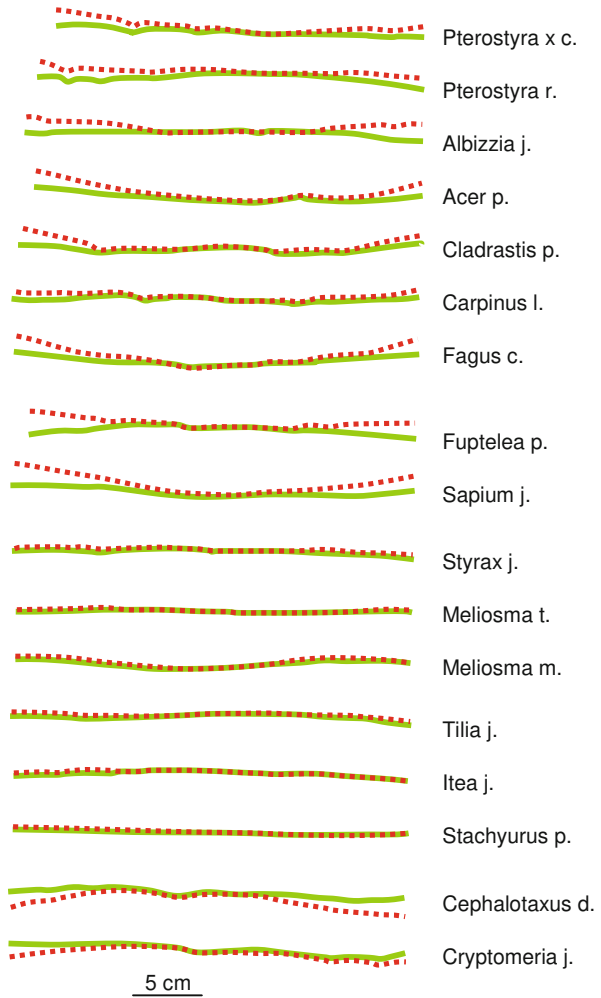 Pterostyra x c.
Pterostyra r.
Albizzia j.
Acer p.
Cladrastis p.
Carpinus l.
Fagus c.
Fuptelea p.
Sapium j.
Styrax j.
Meliosma t.
Meliosma m.
Tilia j.
Itea j.
Stachyurus p.
Cephalotaxus d.
Cryptomeria j.
5 cm